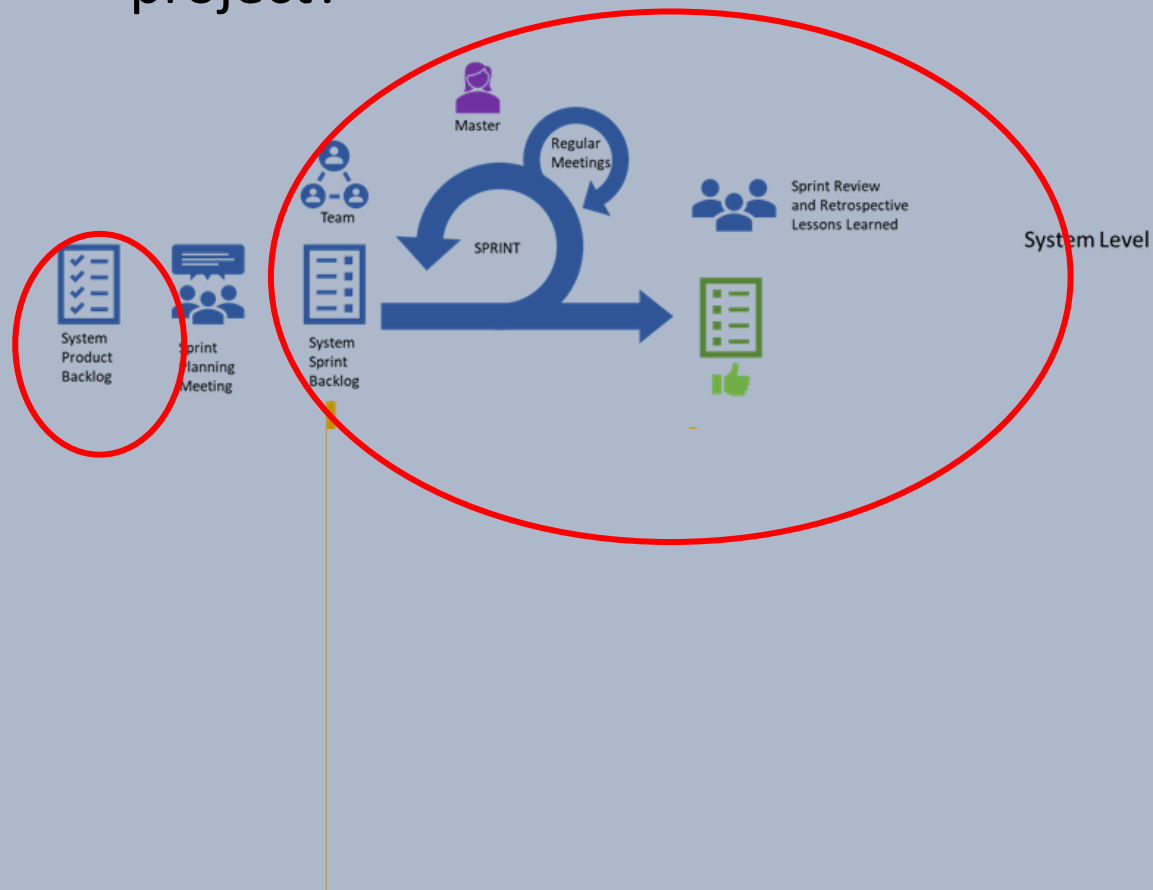 project?
Master
Regular
Meetings
Team
SPRINT
Sprint Review
and Retrospective
Lessons Learned
System Level
System
Product
Backlog
Sprint
Planning
Meeting
System
Sprint
Backlog